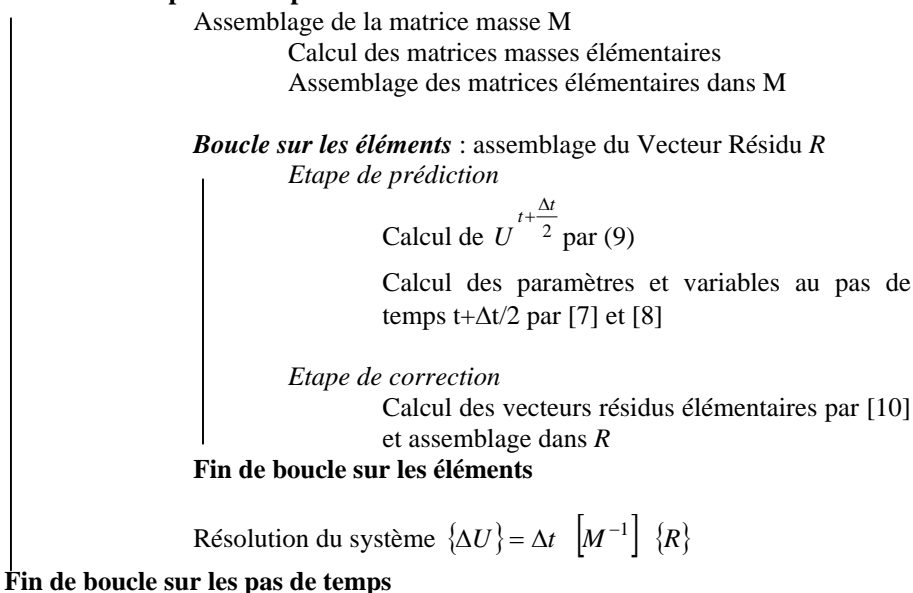 Assemblage de la matrice masse M
Calcul des matrices masses élémentaires
Assemblage des matrices élémentaires dans M
Boucle sur les éléments : assemblage du Vecteur Résidu R
Etape de prédiction
Calcul de U^{t+\frac{Δt}{2}} par (9)
Calcul des paramètres et variables au pas de
temps t+Δt/2 par [7] et [8]
Etape de correction
Calcul des vecteurs résidus élémentaires par [10]
et assemblage dans R
Fin de boucle sur les éléments
Résolution du système {ΔU} = Δt [M⁻¹] {R}
Fin de boucle sur les pas de temps